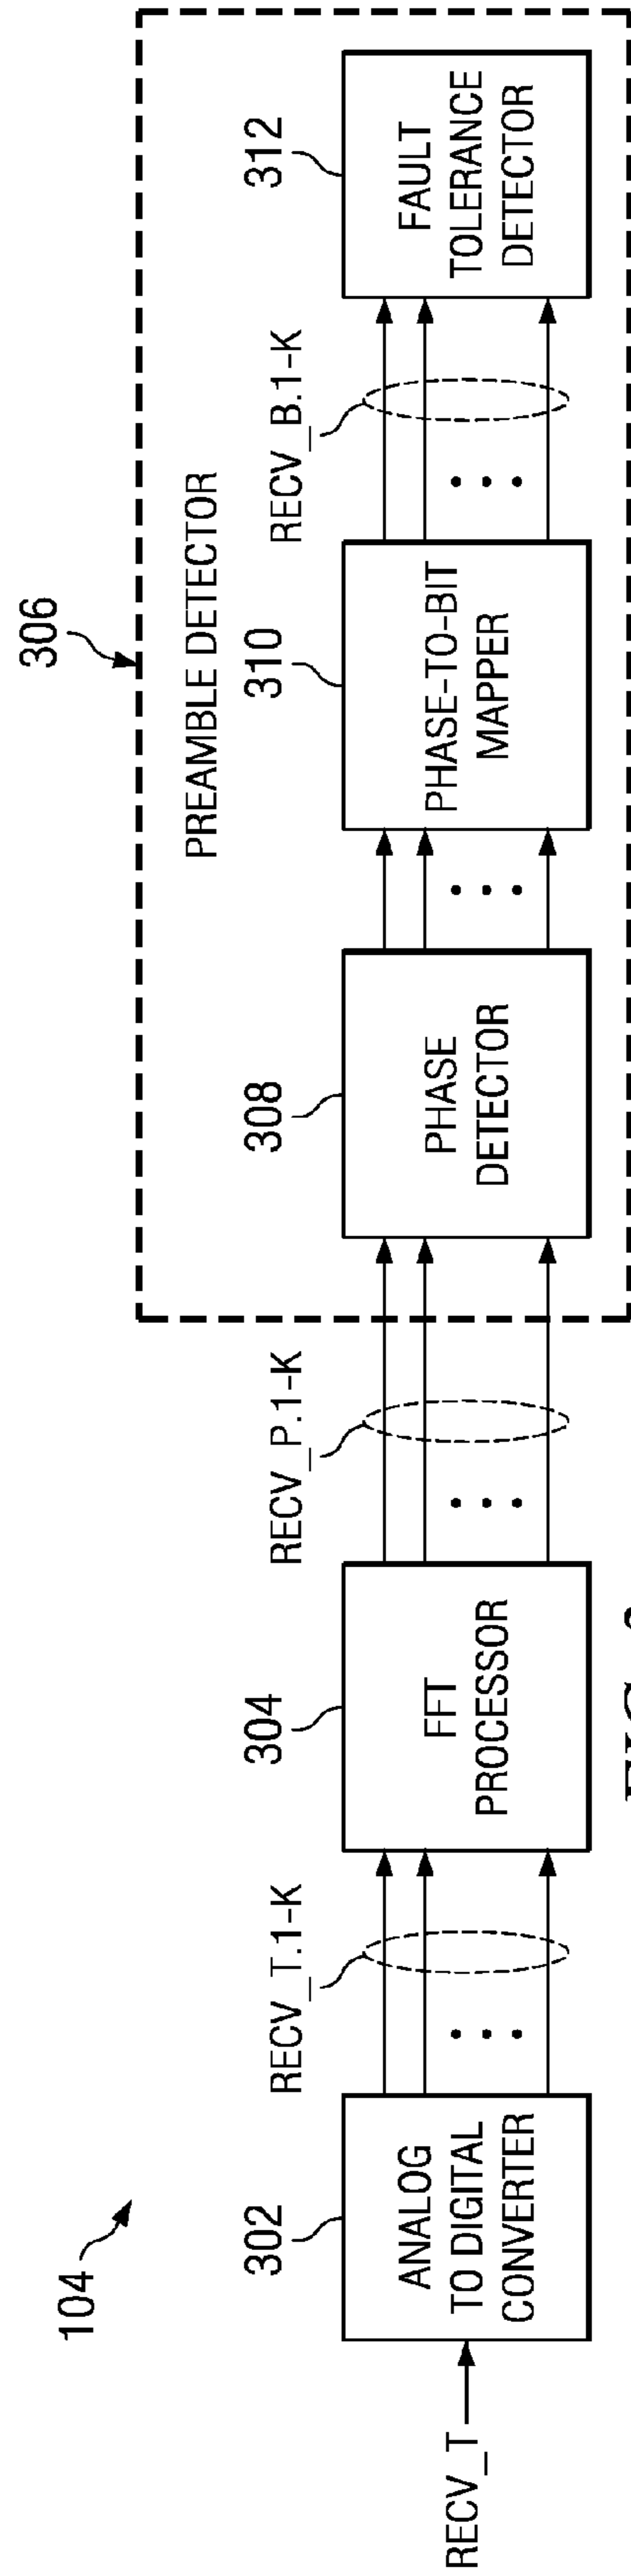 104
306
PREAMBLE DETECTOR
302
304
308
310
312
RECV_T
ANALOG
TO DIGITAL
CONVERTER
RECV_T.1-K
FFT
PROCESSOR
RECV_P.1-K
PHASE
DETECTOR
PHASE-TO-BIT
MAPPER
RECV_B.1-K
FAULT
TOLERANCE
DETECTOR